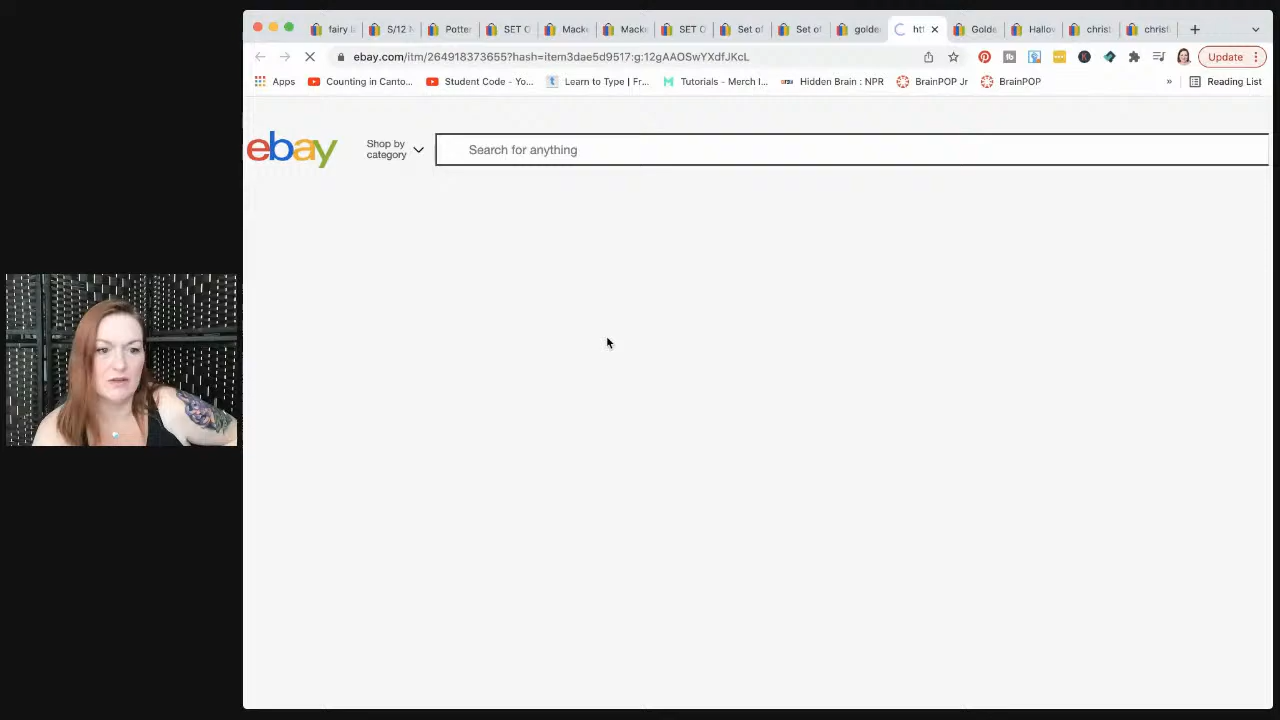 fairy l S/12 Potter SET O Macke Macke SET O Set of Set of golde htt Golde Hallo christ christ
ebay.com/itm/264918373655?hash=item3dae5d9517:g:12gAAOSwYXdfJKcL Update
Apps Counting in Canto... Student Code - Yo... Learn to Type | Fr... Tutorials - Merch I... Hidden Brain : NPR BrainPOP Jr BrainPOP » Reading List
ebay Shop by category Search for anything